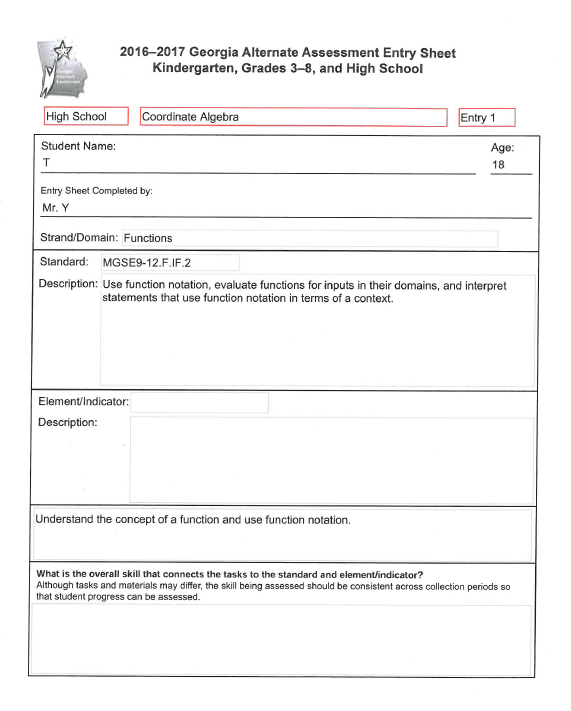 2016–2017 Georgia Alternate Assessment Entry Sheet
Kindergarten, Grades 3–8, and High School
Georgia
Alternate
Assessment
High School
Coordinate Algebra
Entry 1
Student Name:
Age:
T
18
Entry Sheet Completed by:
Mr. Y
Strand/Domain: Functions
Standard: MGSE9-12.F.IF.2
Description: Use function notation, evaluate functions for inputs in their domains, and interpret
statements that use function notation in terms of a context.
Element/Indicator:
Description:
Understand the concept of a function and use function notation.
What is the overall skill that connects the tasks to the standard and element/indicator?
Although tasks and materials may differ, the skill being assessed should be consistent across collection periods so
that student progress can be assessed.